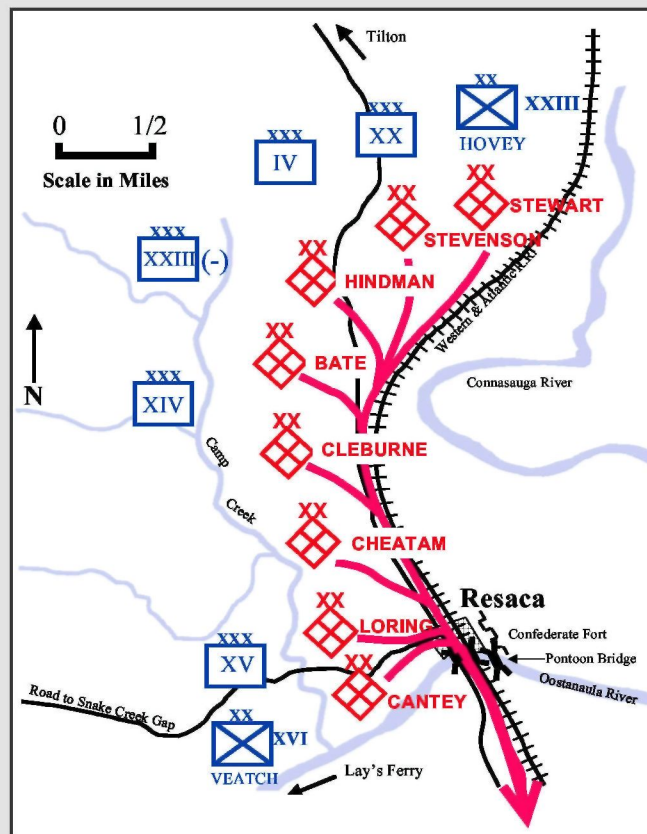 Tilton
0 1/2
Scale in Miles
XXX
IV
XXX
XX
XX
XXIII
HOVEY
XX
STEWART
XX
STEVENSON
XXX
XXIII (-)
XX
HINDMAN
Western & Atlantic R.R.
N
XX
BATE
Connasauga River
XXX
XIV
XX
CLEBURNE
Camp
Creek
XX
CHEATAM
Resaca
XX
LORING
Confederate Fort
Pontoon Bridge
Oostanaula River
XXX
XV
XX
CANTEY
Road to Snake Creek Gap
XX
XVI
VEATCH
Lay's Ferry